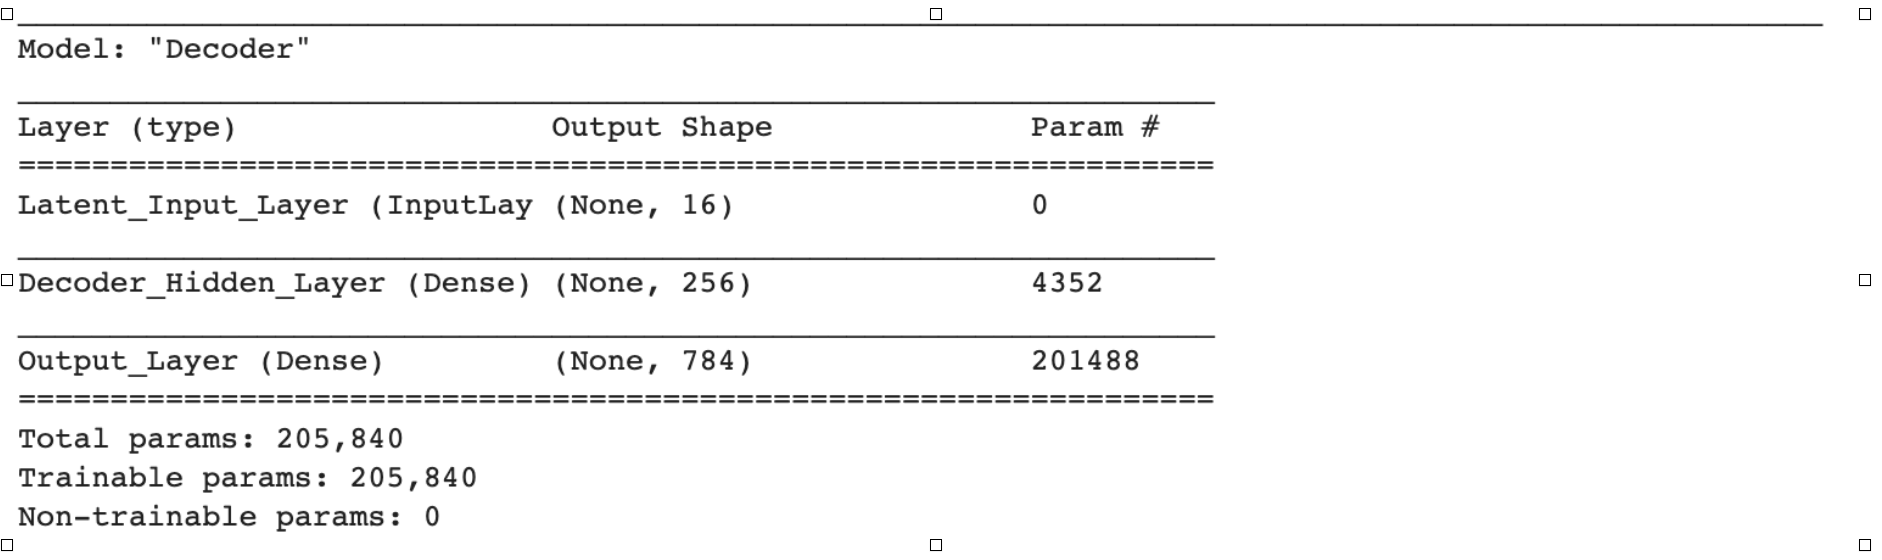 Model: "Decoder"
Layer (type) Output Shape Param #
Latent_Input_Layer (InputLay (None, 16) 0
Decoder_Hidden_Layer (Dense) (None, 256) 4352
Output_Layer (Dense) (None, 784) 201488
Total params: 205,840
Trainable params: 205,840
Non-trainable params: 0